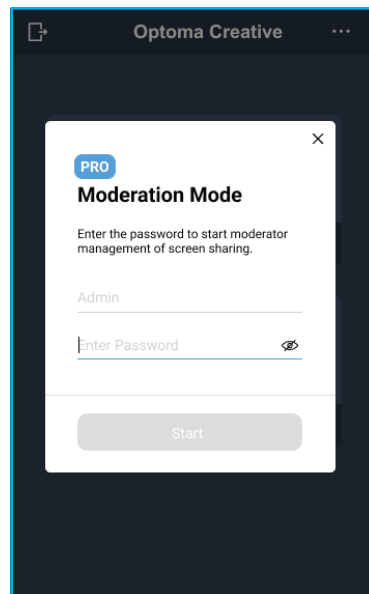 Optoma Creative
PRO
Moderation Mode
Enter the password to start moderator
management of screen sharing.
Admin
Enter Password
Start